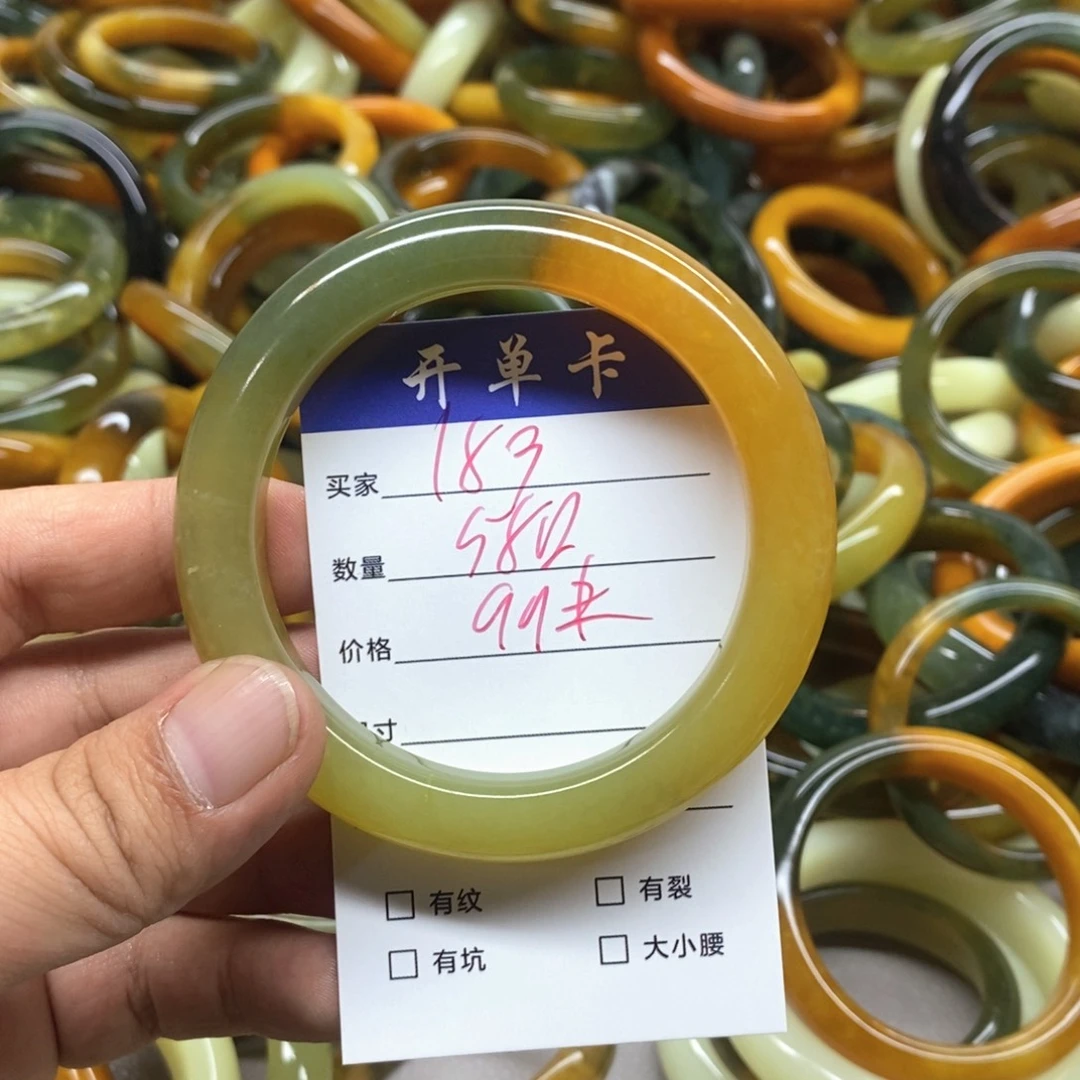 开单卡
买家 183
数量 58
价格 99
寸
有纹 有裂
有坑 大小腰